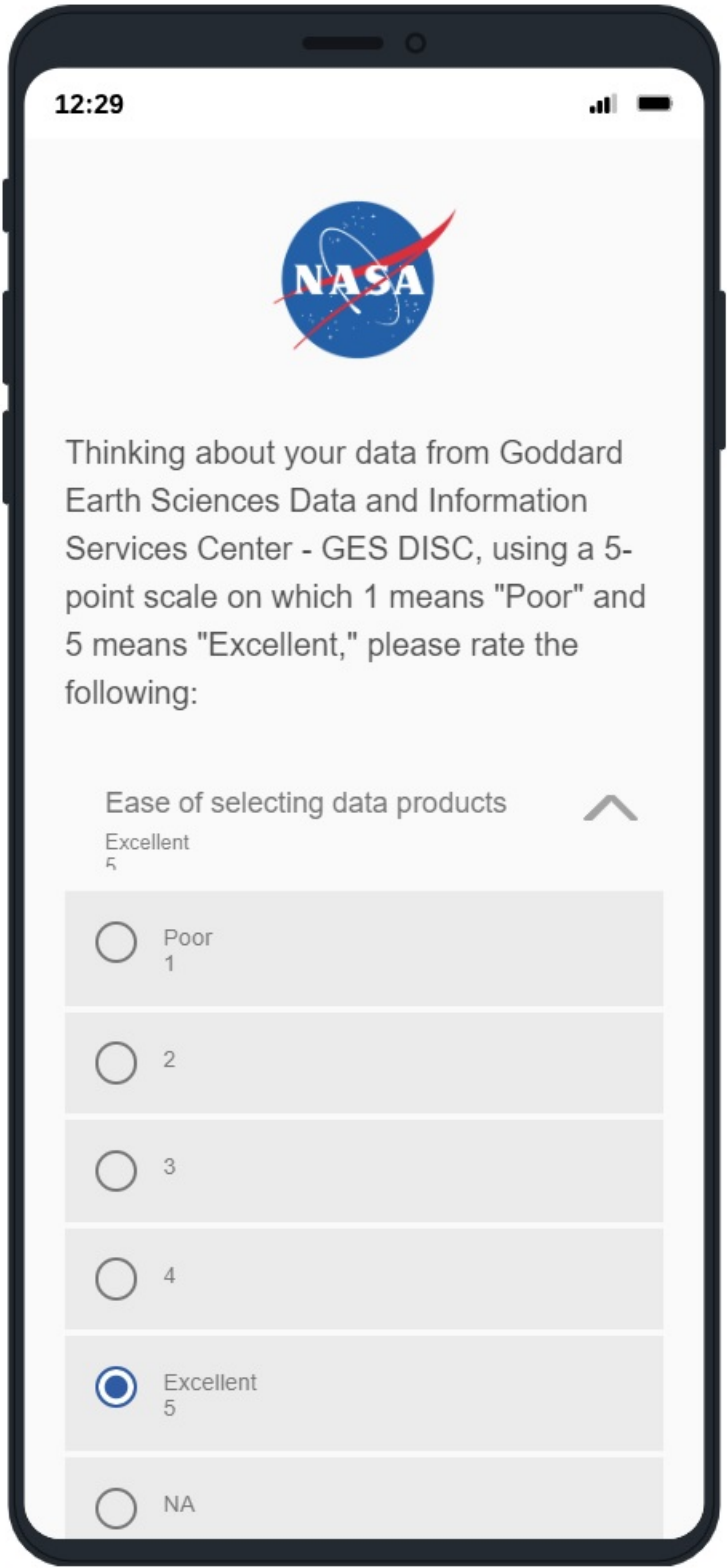 12:29
NASA
Thinking about your data from Goddard
Earth Sciences Data and Information
Services Center - GES DISC, using a 5-
point scale on which 1 means "Poor" and
5 means "Excellent," please rate the
following:
Ease of selecting data products
Excellent
5
Poor
1
2
3
4
Excellent
5
NA